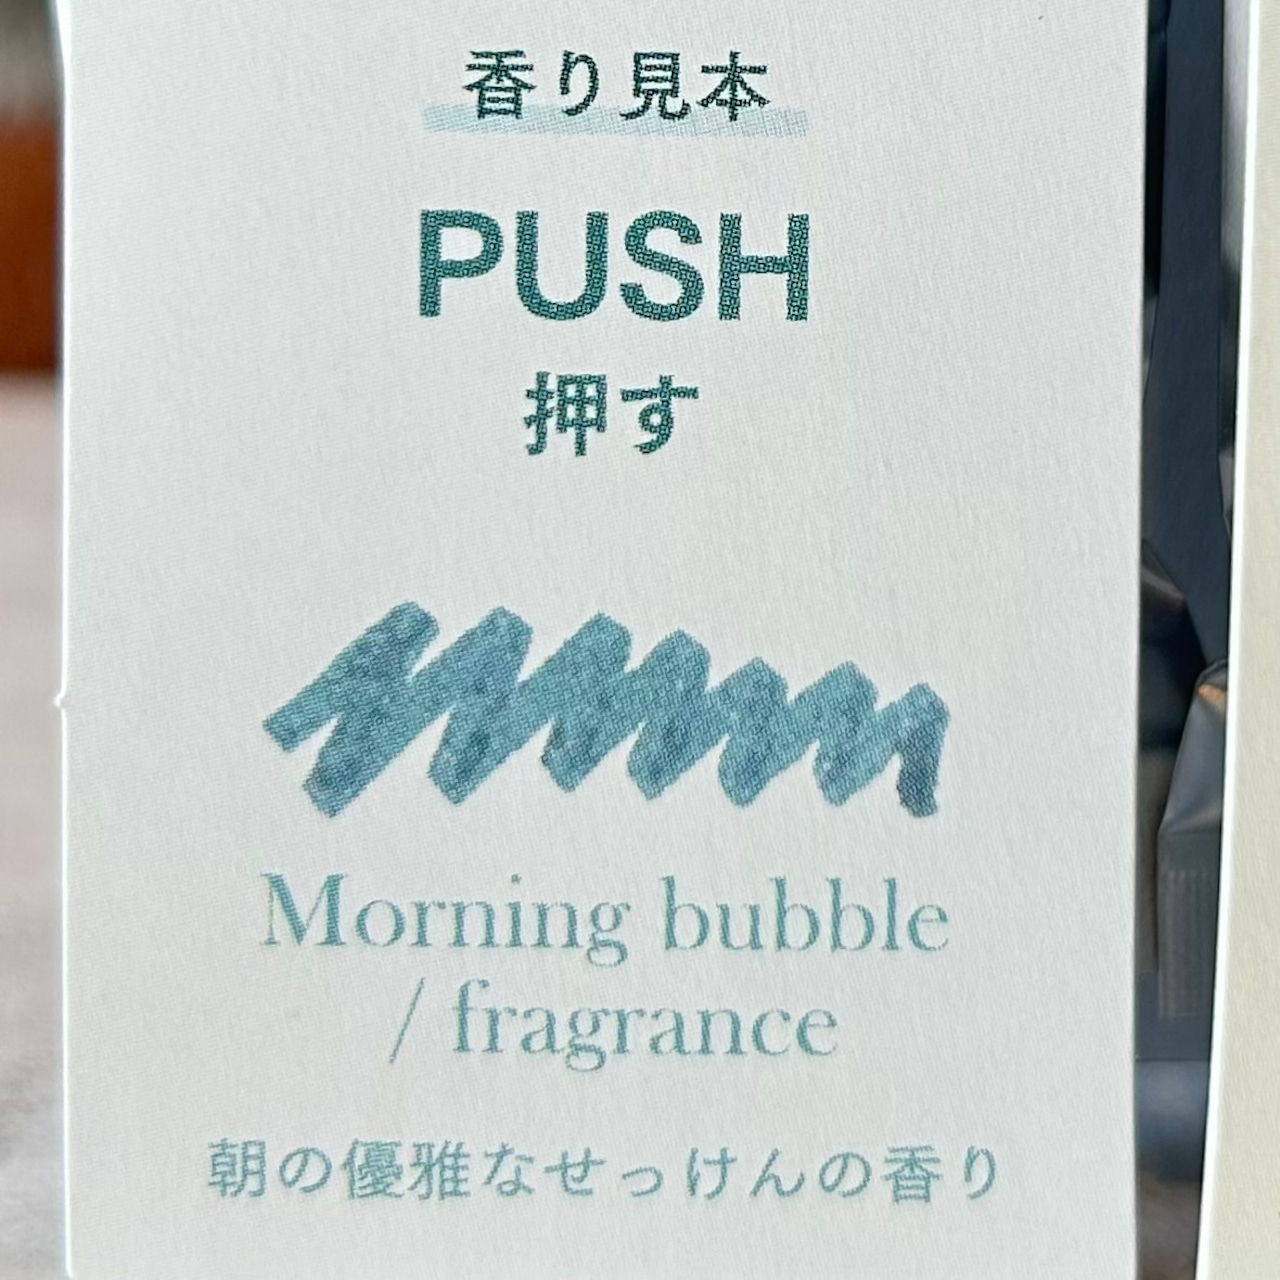 香り見本
PUSH
押す
Morning bubble
/ fragrance
朝の優雅なせっけんの香り